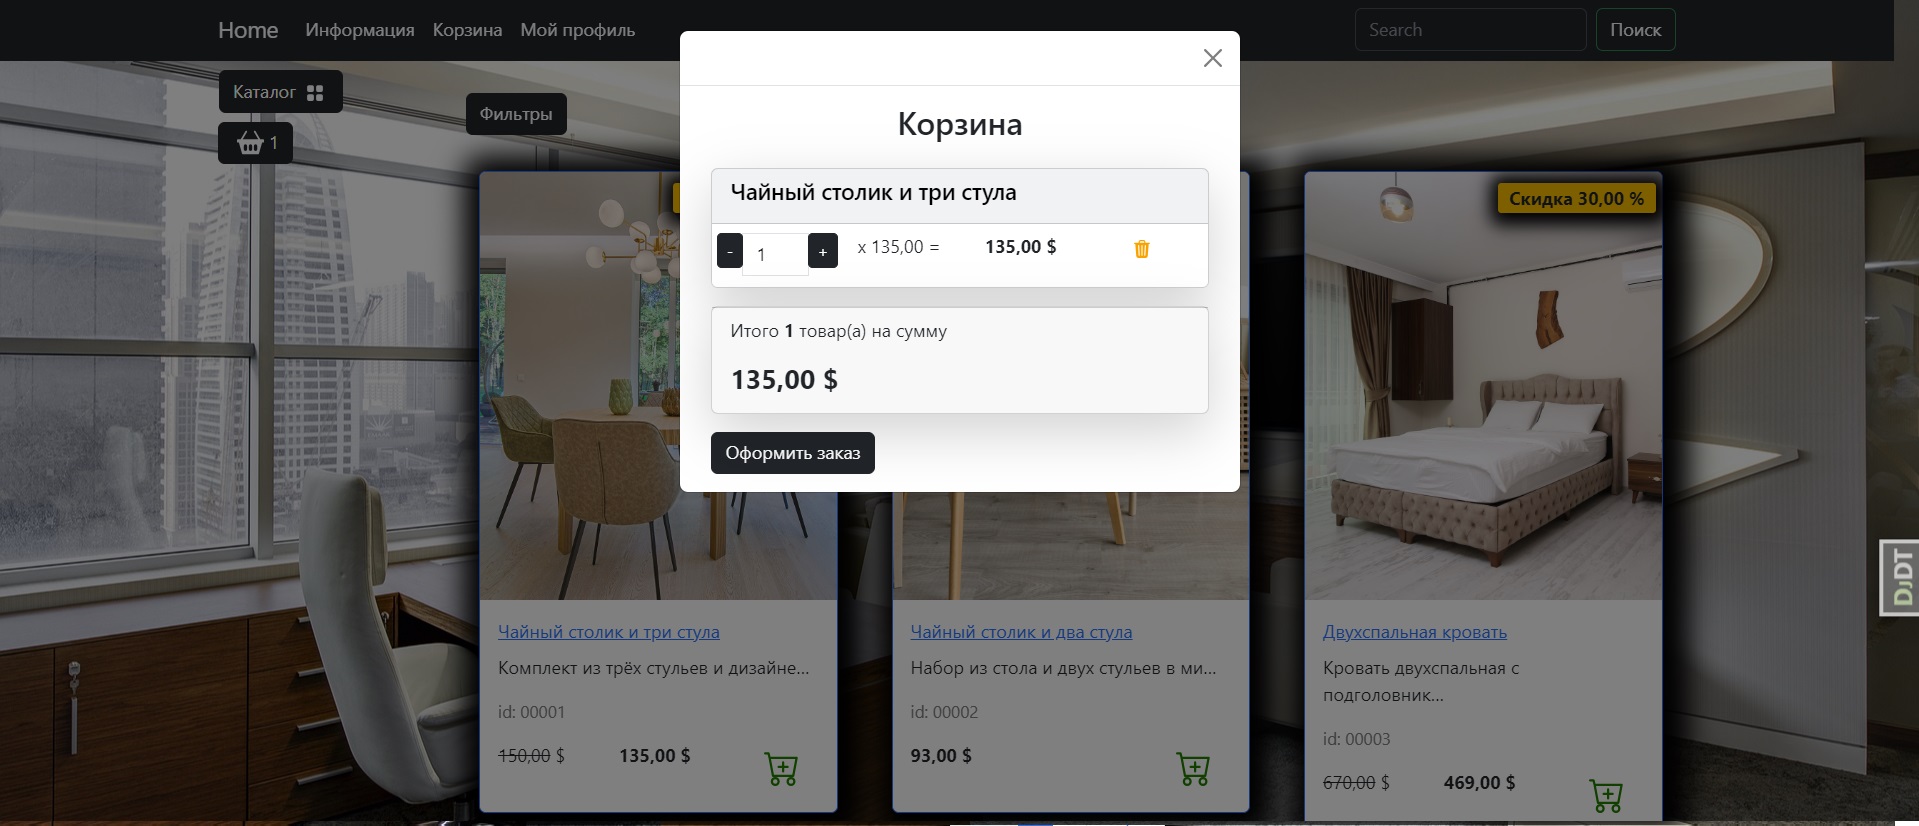 Home Информация Корзина Мой профиль Search Поиск
Каталог
Фильтры
1
Корзина
Чайный столик и три стула
- 1 + x 135,00 = 135,00 $
Итого 1 товар(а) на сумму
135,00 $
Оформить заказ
Скидка 30,00 %
Чайный столик и три стула
Комплект из трёх стульев и дизайне...
id: 00001
150,00 $ 135,00 $
Чайный столик и два стула
Набор из стола и двух стульев в ми...
id: 00002
93,00 $
Двухспальная кровать
Кровать двухспальная с
подголовник...
id: 00003
670,00 $ 469,00 $
DJDT